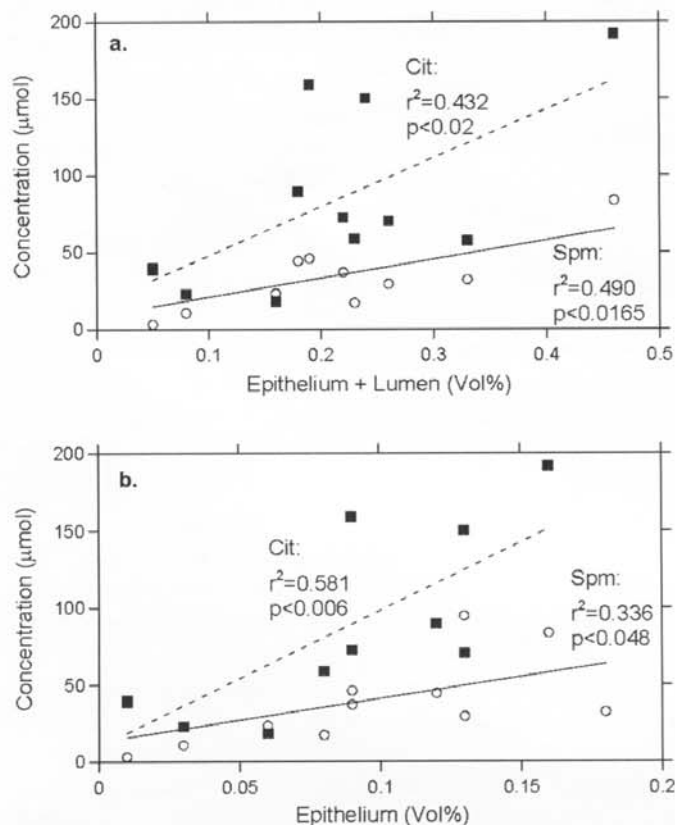 200
a.
Cit:
r²=0.432
p<0.02
150
100
50
0
Spm:
r²=0.490
p<0.0165
Concentration (μmol)
0 0.1 0.2 0.3 0.4 0.5
Epithelium + Lumen (Vol%)
200
b.
150
Cit:
r²=0.581
p<0.006
Spm:
r²=0.336
p<0.048
100
50
0
Concentration (μmol)
0 0.05 0.1 0.15 0.2
Epithelium (Vol%)